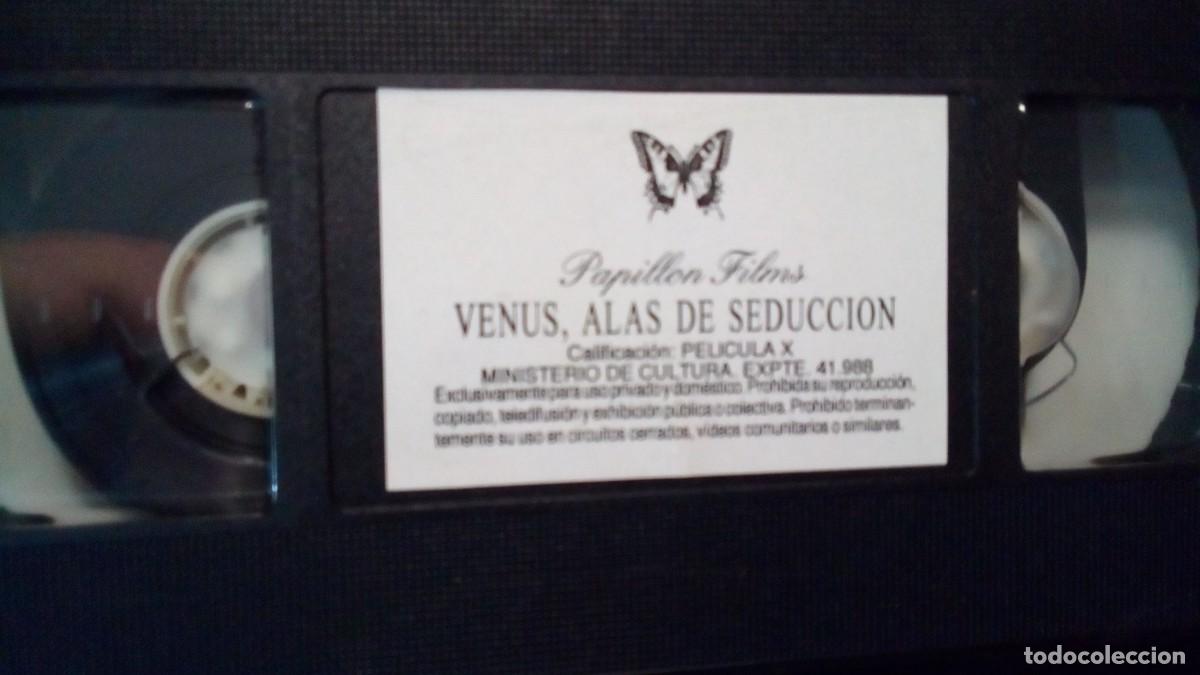 Papillon Films
VENUS, ALAS DE SEDUCCION
Calificación: PELICULA X
MINISTERIO DE CULTURA. EXPTE. 41.988
Exclusivamente para uso privado y doméstico. Prohibida su reproducción,
copiado, teledifusión y exhibición pública o colectiva. Prohibido terminan-
temente su uso en circuitos cerrados, vídeos comunitarios o similares.
todocoleccion